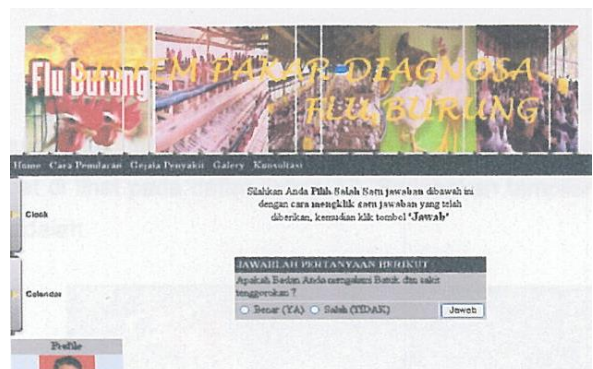 Flu Burung
SISTEM PAKAR DIAGNOSA
FLU BURUNG
Home Cara Penularan Gejala Penyakit Galery Konsultasi
Silahkan Anda Pilih Salah Satu jawaban dibawah ini
dengan cara mengklik satu jawaban yang telah
diberikan, kemudian klik tombol "Jawab"
Clock
JAWABLAH PERTANYAAN BERIKUT :
Apakah Badan Anda mengalami Batuk dan sakit
tenggorokan ?
Benar (YA) Salah (TIDAK) Jawab
Calendar
Profile